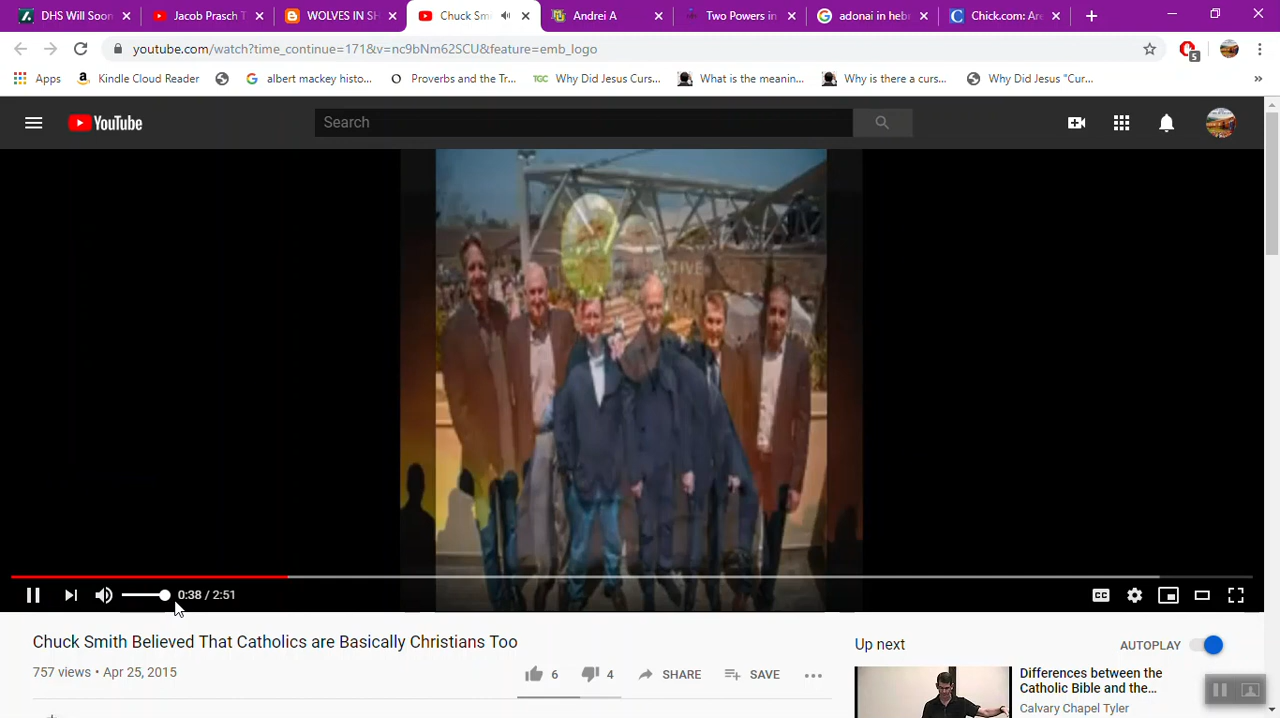 DHS Will Soon
Jacob Prasch T
WOLVES IN SH
Chuck Smi
Andrei A
Two Powers in
adonai in heb
Chick.com: Are
youtube.com/watch?time_continue=171&v=nc9bNm62SCU&feature=emb_logo
Apps
Kindle Cloud Reader
albert mackey histo...
Proverbs and the Tr...
TGC Why Did Jesus Curs...
What is the meanin...
Why is there a curs...
Why Did Jesus "Cur...
YouTube
Search
0:38 / 2:51
CC
Chuck Smith Believed That Catholics are Basically Christians Too
757 views • Apr 25, 2015
6
4
SHARE
SAVE
Up next
AUTOPLAY
Differences between the
Catholic Bible and the...
Calvary Chapel Tyler